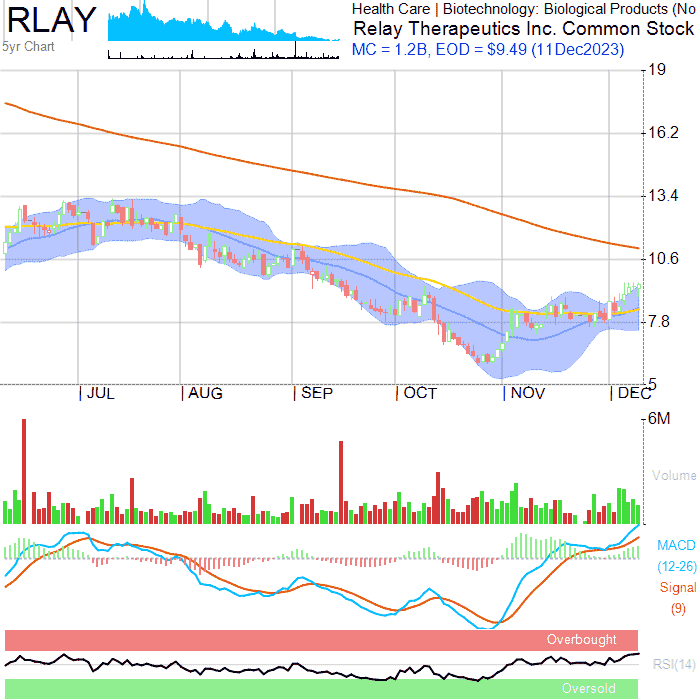 RLAY
5yr Chart
Health Care | Biotechnology: Biological Products (No
Relay Therapeutics Inc. Common Stock
MC = 1.2B, EOD = $9.49 (11Dec2023)
19
16.2
13.4
10.6
7.8
5
JUL AUG SEP OCT NOV DEC
6M
Volume
MACD
(12-26)
Signal
(9)
Overbought
RSI(14)
Oversold